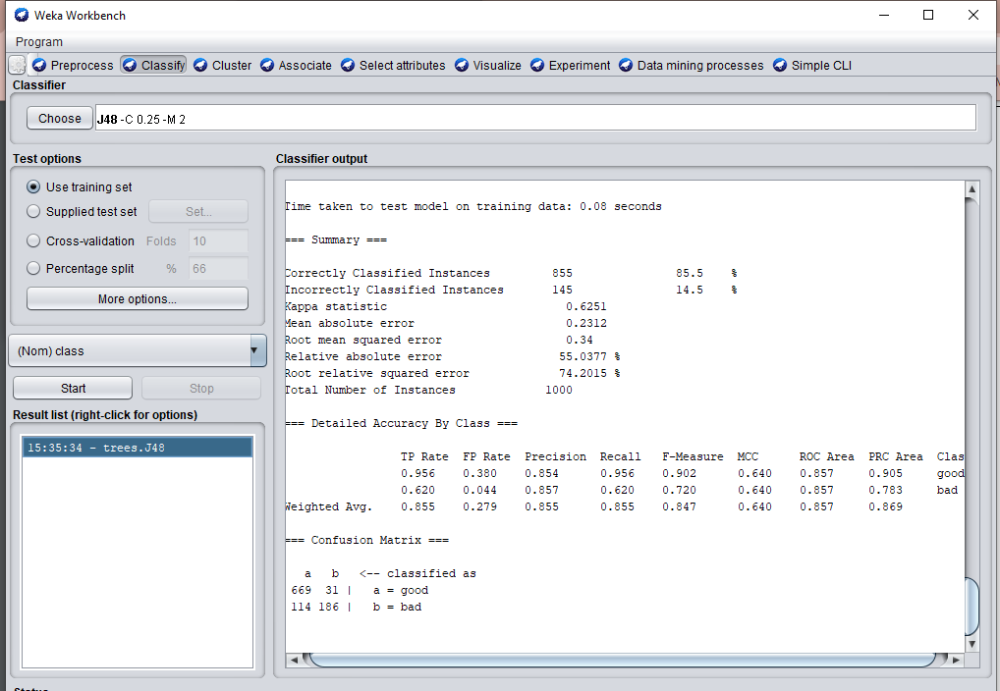 Weka Workbench
Program
Preprocess Classify Cluster Associate Select attributes Visualize Experiment Data mining processes Simple CLI
Classifier
Choose J48 -C 0.25 -M 2
Test options
Use training set
Supplied test set Set...
Cross-validation Folds 10
Percentage split % 66
More options...
(Nom) class
Start Stop
Result list (right-click for options)
15:35:34 - trees.J48
Classifier output
Time taken to test model on training data: 0.08 seconds
=== Summary ===
Correctly Classified Instances 855 85.5 %
Incorrectly Classified Instances 145 14.5 %
Kappa statistic 0.6251
Mean absolute error 0.2312
Root mean squared error 0.34
Relative absolute error 55.0377 %
Root relative squared error 74.2015 %
Total Number of Instances 1000
=== Detailed Accuracy By Class ===
TP Rate FP Rate Precision Recall F-Measure MCC ROC Area PRC Area Clas
0.956 0.380 0.854 0.956 0.902 0.640 0.857 0.905 good
0.620 0.044 0.857 0.620 0.720 0.640 0.857 0.783 bad
Weighted Avg. 0.855 0.279 0.855 0.855 0.847 0.640 0.857 0.869
=== Confusion Matrix ===
a b <-- classified as
669 31 | a = good
114 186 | b = bad
Status